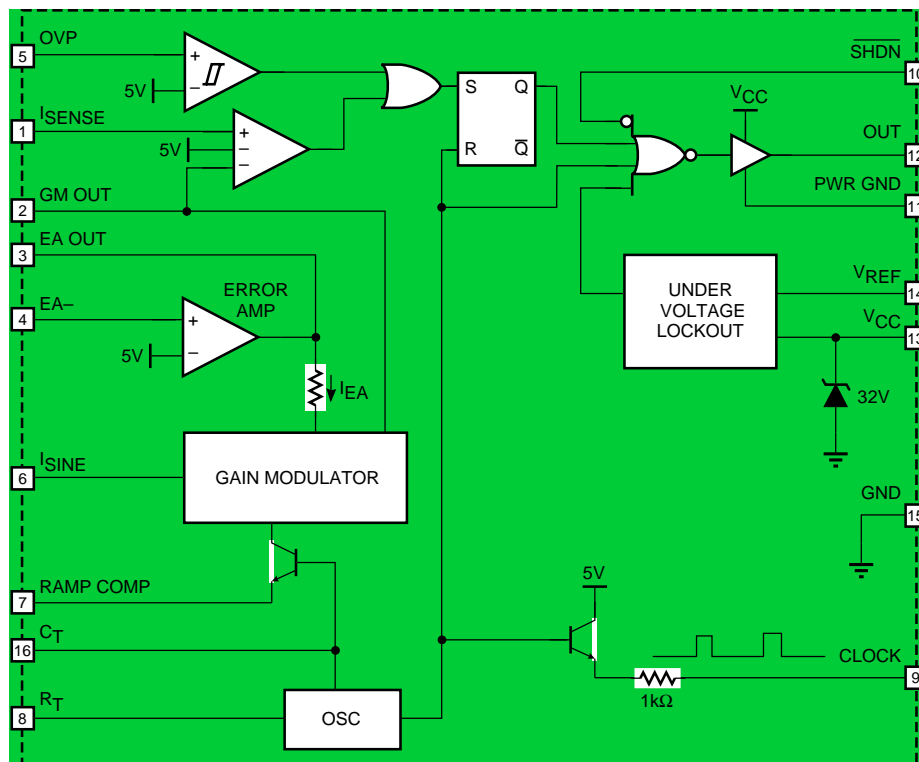 OVP
SHDN
5
+
5V
−
10
VCC
S
Q
ISENSE
OUT
1
+
5V
−
−
R
Q
12
PWR GND
GM OUT
11
2
EA OUT
3
VREF
ERROR
AMP
UNDER
VOLTAGE
LOCKOUT
14
EA−
VCC
4
+
13
5V
−
IEA
32V
GAIN MODULATOR
ISINE
6
GND
15
RAMP COMP
5V
7
CT
16
CLOCK
9
RT
1kΩ
8
OSC